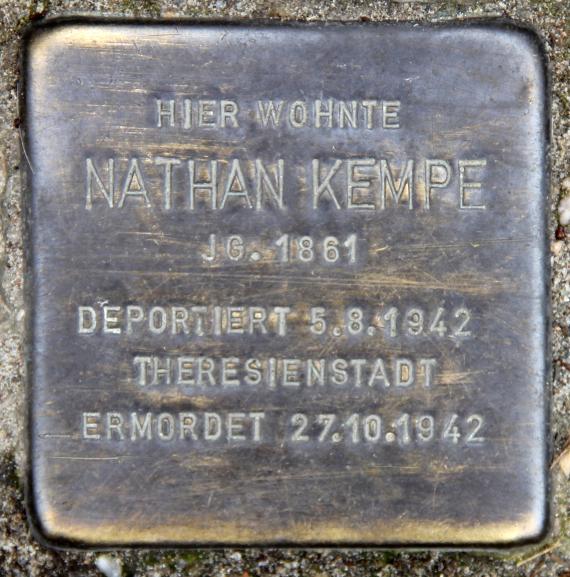 HIER WOHNTE
NATHAN KEMPE
JG. 1861
DEPORTIERT 5.8.1942
THERESIENSTADT
ERMORDET 27.10.1942